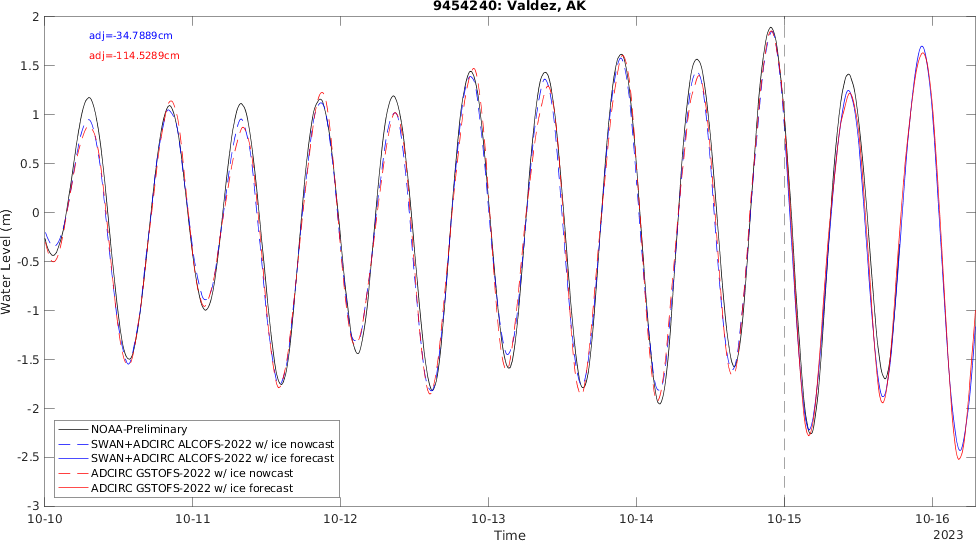 9454240: Valdez, AK
adj=-34.7889cm
adj=-114.5289cm
Water Level (m)
2
1.5
1
0.5
0
-0.5
-1
-1.5
-2
-2.5
-3
NOAA-Preliminary
SWAN+ADCIRC ALCOFS-2022 w/ ice nowcast
SWAN+ADCIRC ALCOFS-2022 w/ ice forecast
ADCIRC GSTOFS-2022 w/ ice nowcast
ADCIRC GSTOFS-2022 w/ ice forecast
10-10 10-11 10-12 10-13 10-14 10-15 10-16
Time
2023